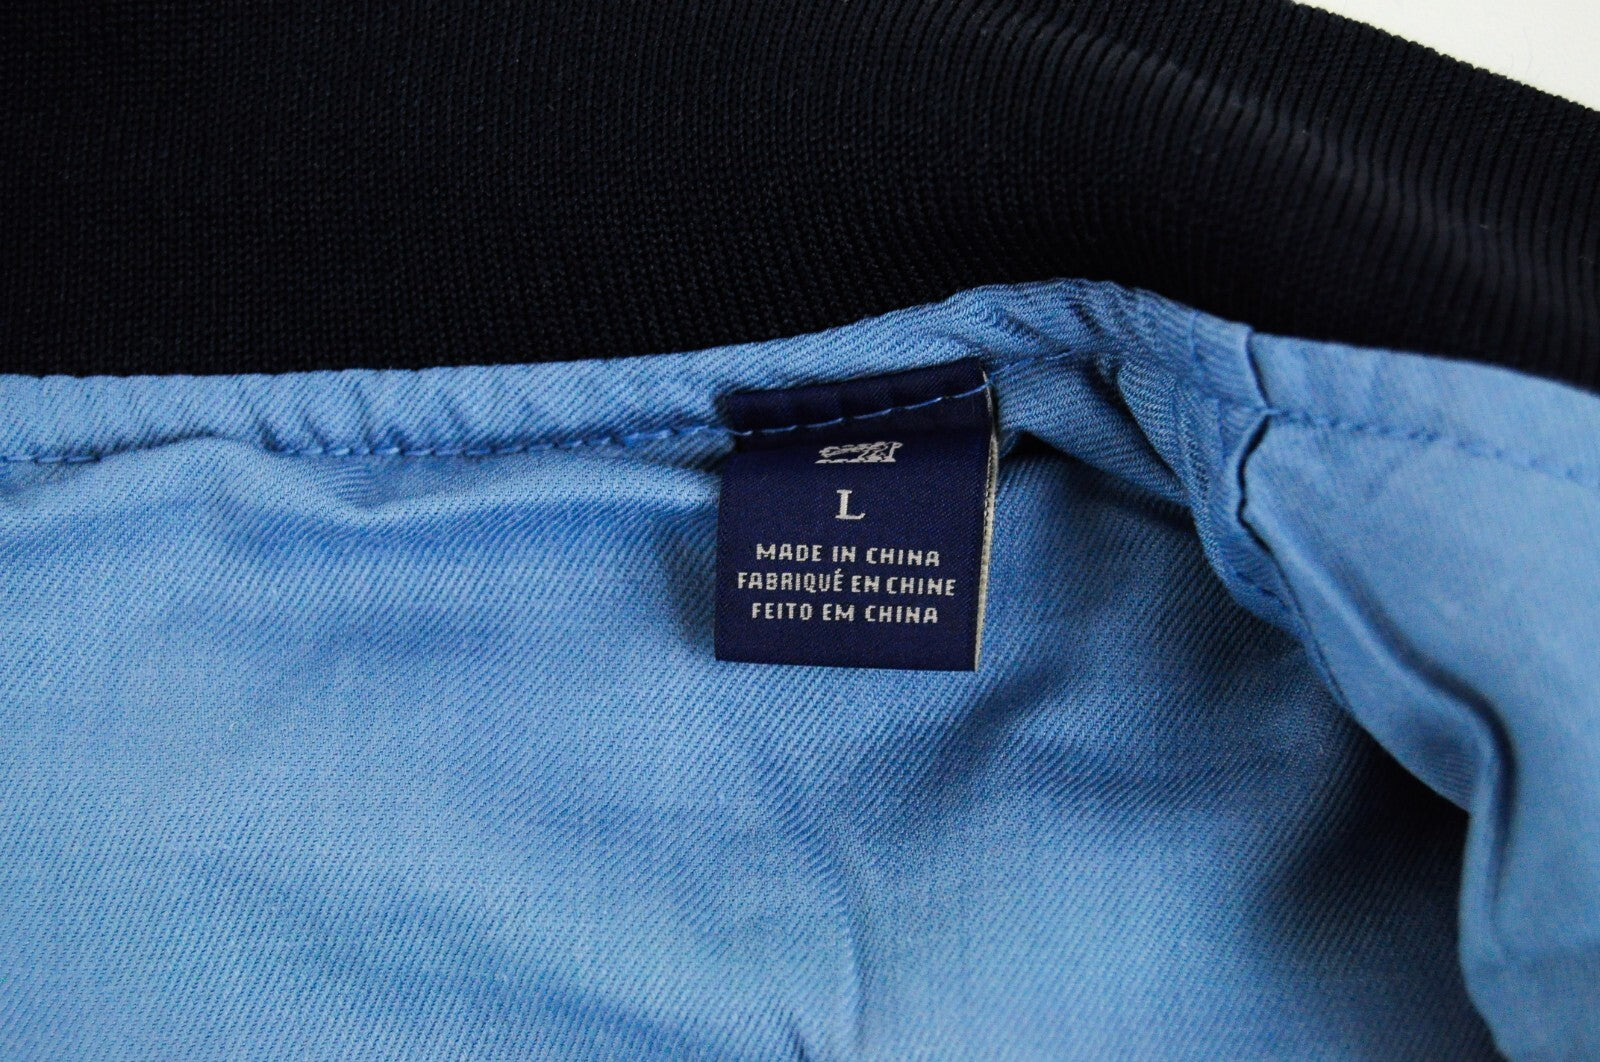 L
MADE IN CHINA
FABRIQUÉ EN CHINE
FEITO EM CHINA